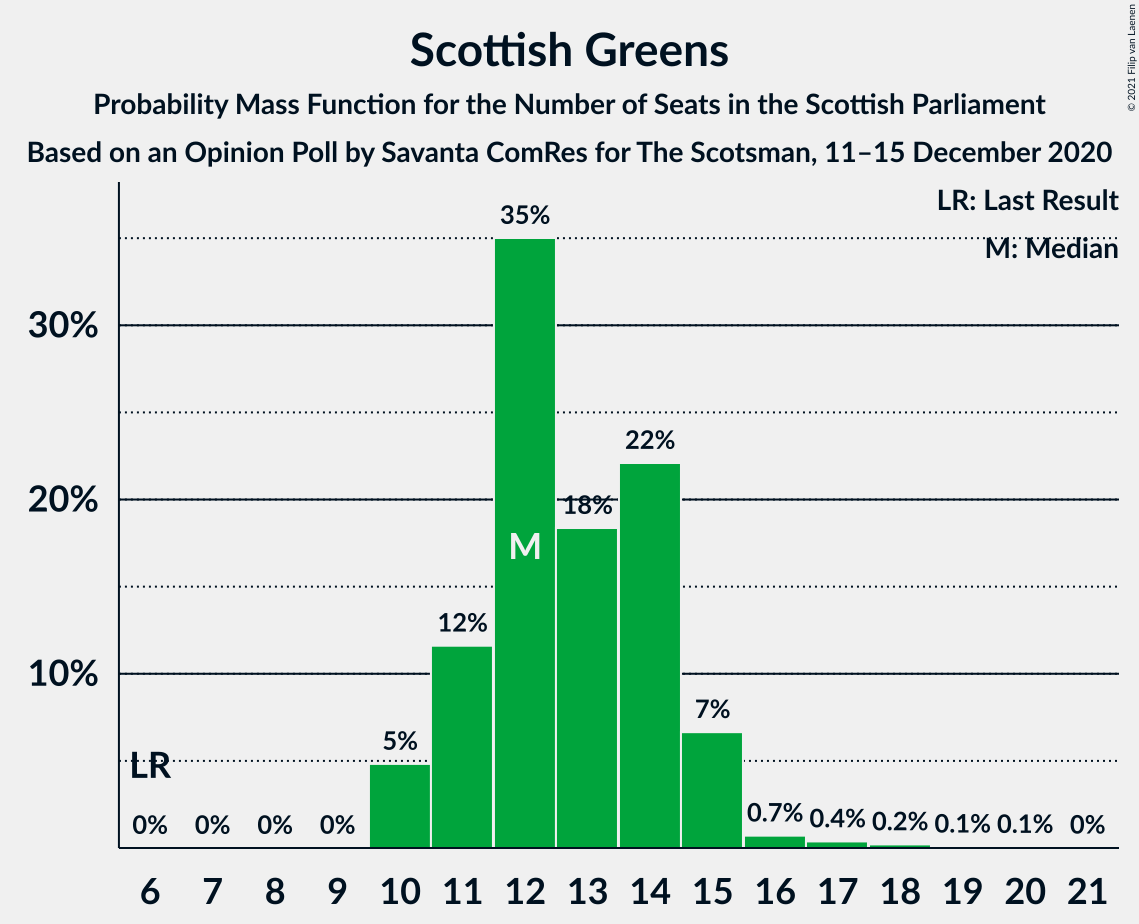 © 2021 Filip van Laenen
Scottish Greens
Probability Mass Function for the Number of Seats in the Scottish Parliament
Based on an Opinion Poll by Savanta ComRes for The Scotsman, 11–15 December 2020
LR: Last Result
M: Median
35%
30%
22%
20%
18%
M
12%
10%
7%
5%
LR
0% 0% 0% 0% 0.7% 0.4% 0.2% 0.1% 0.1% 0%
6 7 8 9 10 11 12 13 14 15 16 17 18 19 20 21